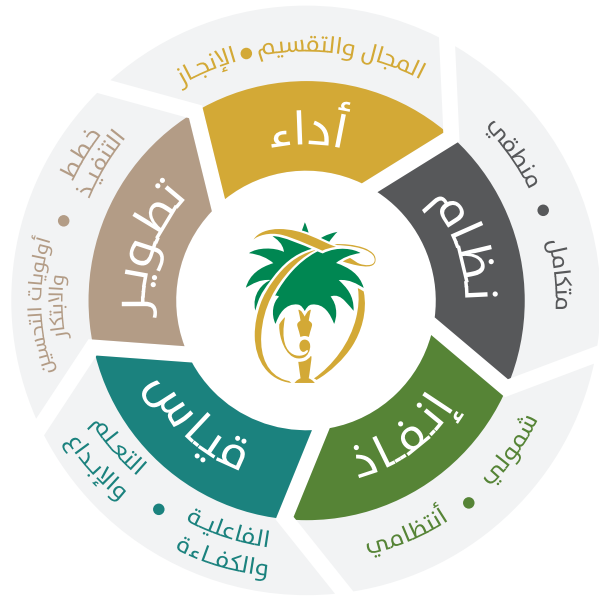 أداء
المجال والتقسيم • الإنجاز
نظام
منطقي • متكامل
إنفاذ
شمولي • أنتظامي
قياس
الفاعلية
والكفاءة
•
التعلم
والإبداع
تطوير
أولويات التحسين
والابتكار
•
خطط
التنفيذ